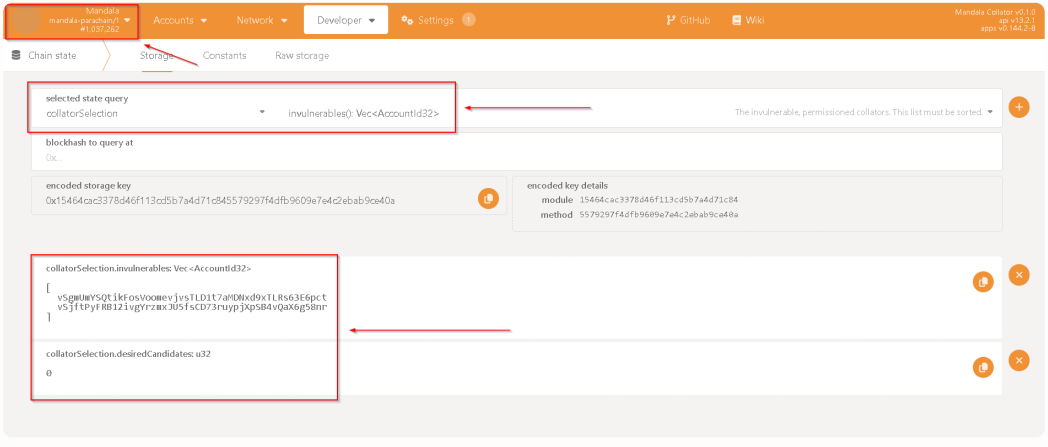 Mandala
mandala-parachain/1
#1,037,262
Accounts
Network
Developer
Settings 1
GitHub
Wiki
Mandala Collator v0.1.0
api v13.2.1
apps v0.144.2-8
Chain state
Storage
Constants
Raw storage
selected state query
collatorSelection
invulnerables(): Vec<AccountId32>
The invulnerable, permissioned collators. This list must be sorted.
blockhash to query at
0x...
encoded storage key
0x15464cac3378d46f113cd5b7a4d71c845579297f4dfb9609e7e4c2ebab9ce40a
encoded key details
module 15464cac3378d46f113cd5b7a4d71c84
method 5579297f4dfb9609e7e4c2ebab9ce40a
collatorSelection.invulnerables: Vec<AccountId32>
[
vSgmUmYSQtikFosVoomevjvsTLD1t7aMDNxd9xTLRs63E6pct
vSjftPyFRB12ivgYrzmxJU5fsCD73ruypjXpSB4vQaX6g58nr
]
collatorSelection.desiredCandidates: u32
0